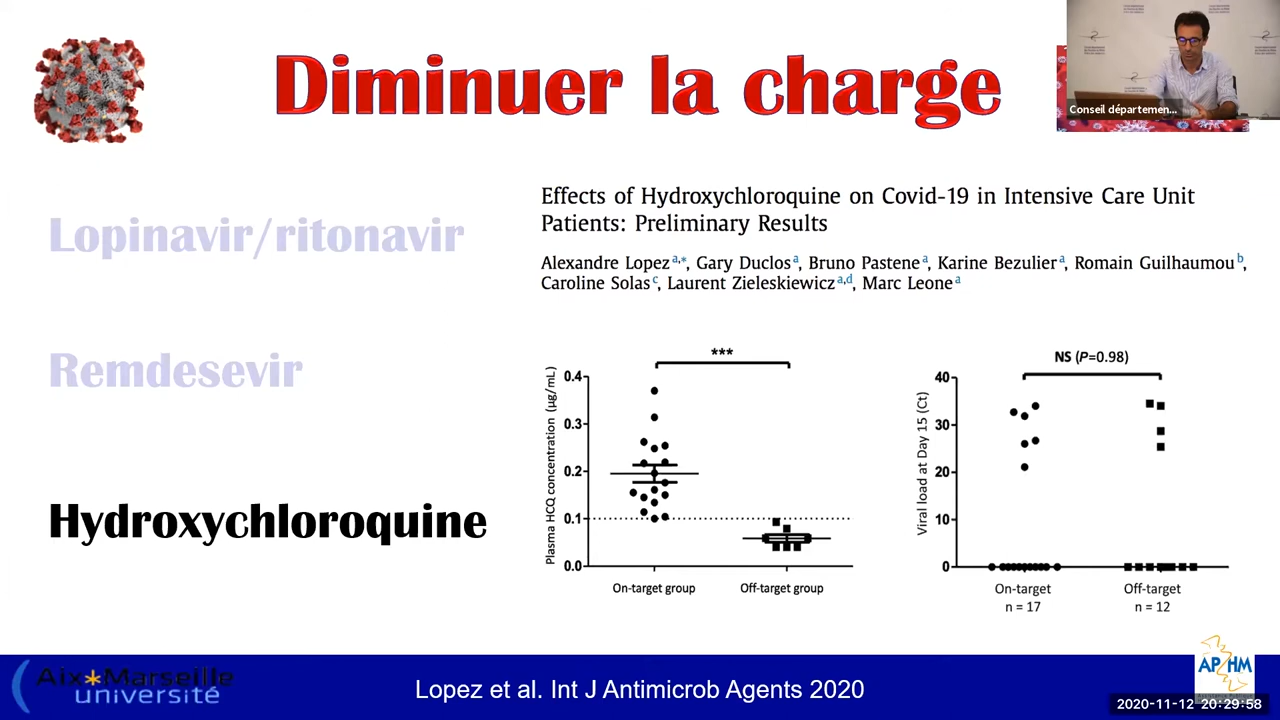 Diminuer la charge
Conseil départemen...
Lopinavir/ritonavir
Remdesevir
Hydroxychloroquine
Effects of Hydroxychloroquine on Covid-19 in Intensive Care Unit
Patients: Preliminary Results
Alexandre Lopez a,*, Gary Duclos a, Bruno Pastene a, Karine Bezulier a, Romain Guilhaumou b,
Caroline Solas c, Laurent Zieleskiewicz a,d, Marc Leone a
***
Plasma HCQ concentration (µg/mL)
0.4
0.3
0.2
0.1
0.0
On-target group Off-target group
NS (P=0.98)
Viral load at Day 15 (Ct)
40
30
20
10
0
On-target Off-target
n = 17 n = 12
Aix*Marseille
université
Lopez et al. Int J Antimicrob Agents 2020
AP HM
2020-11-12 20:29:58